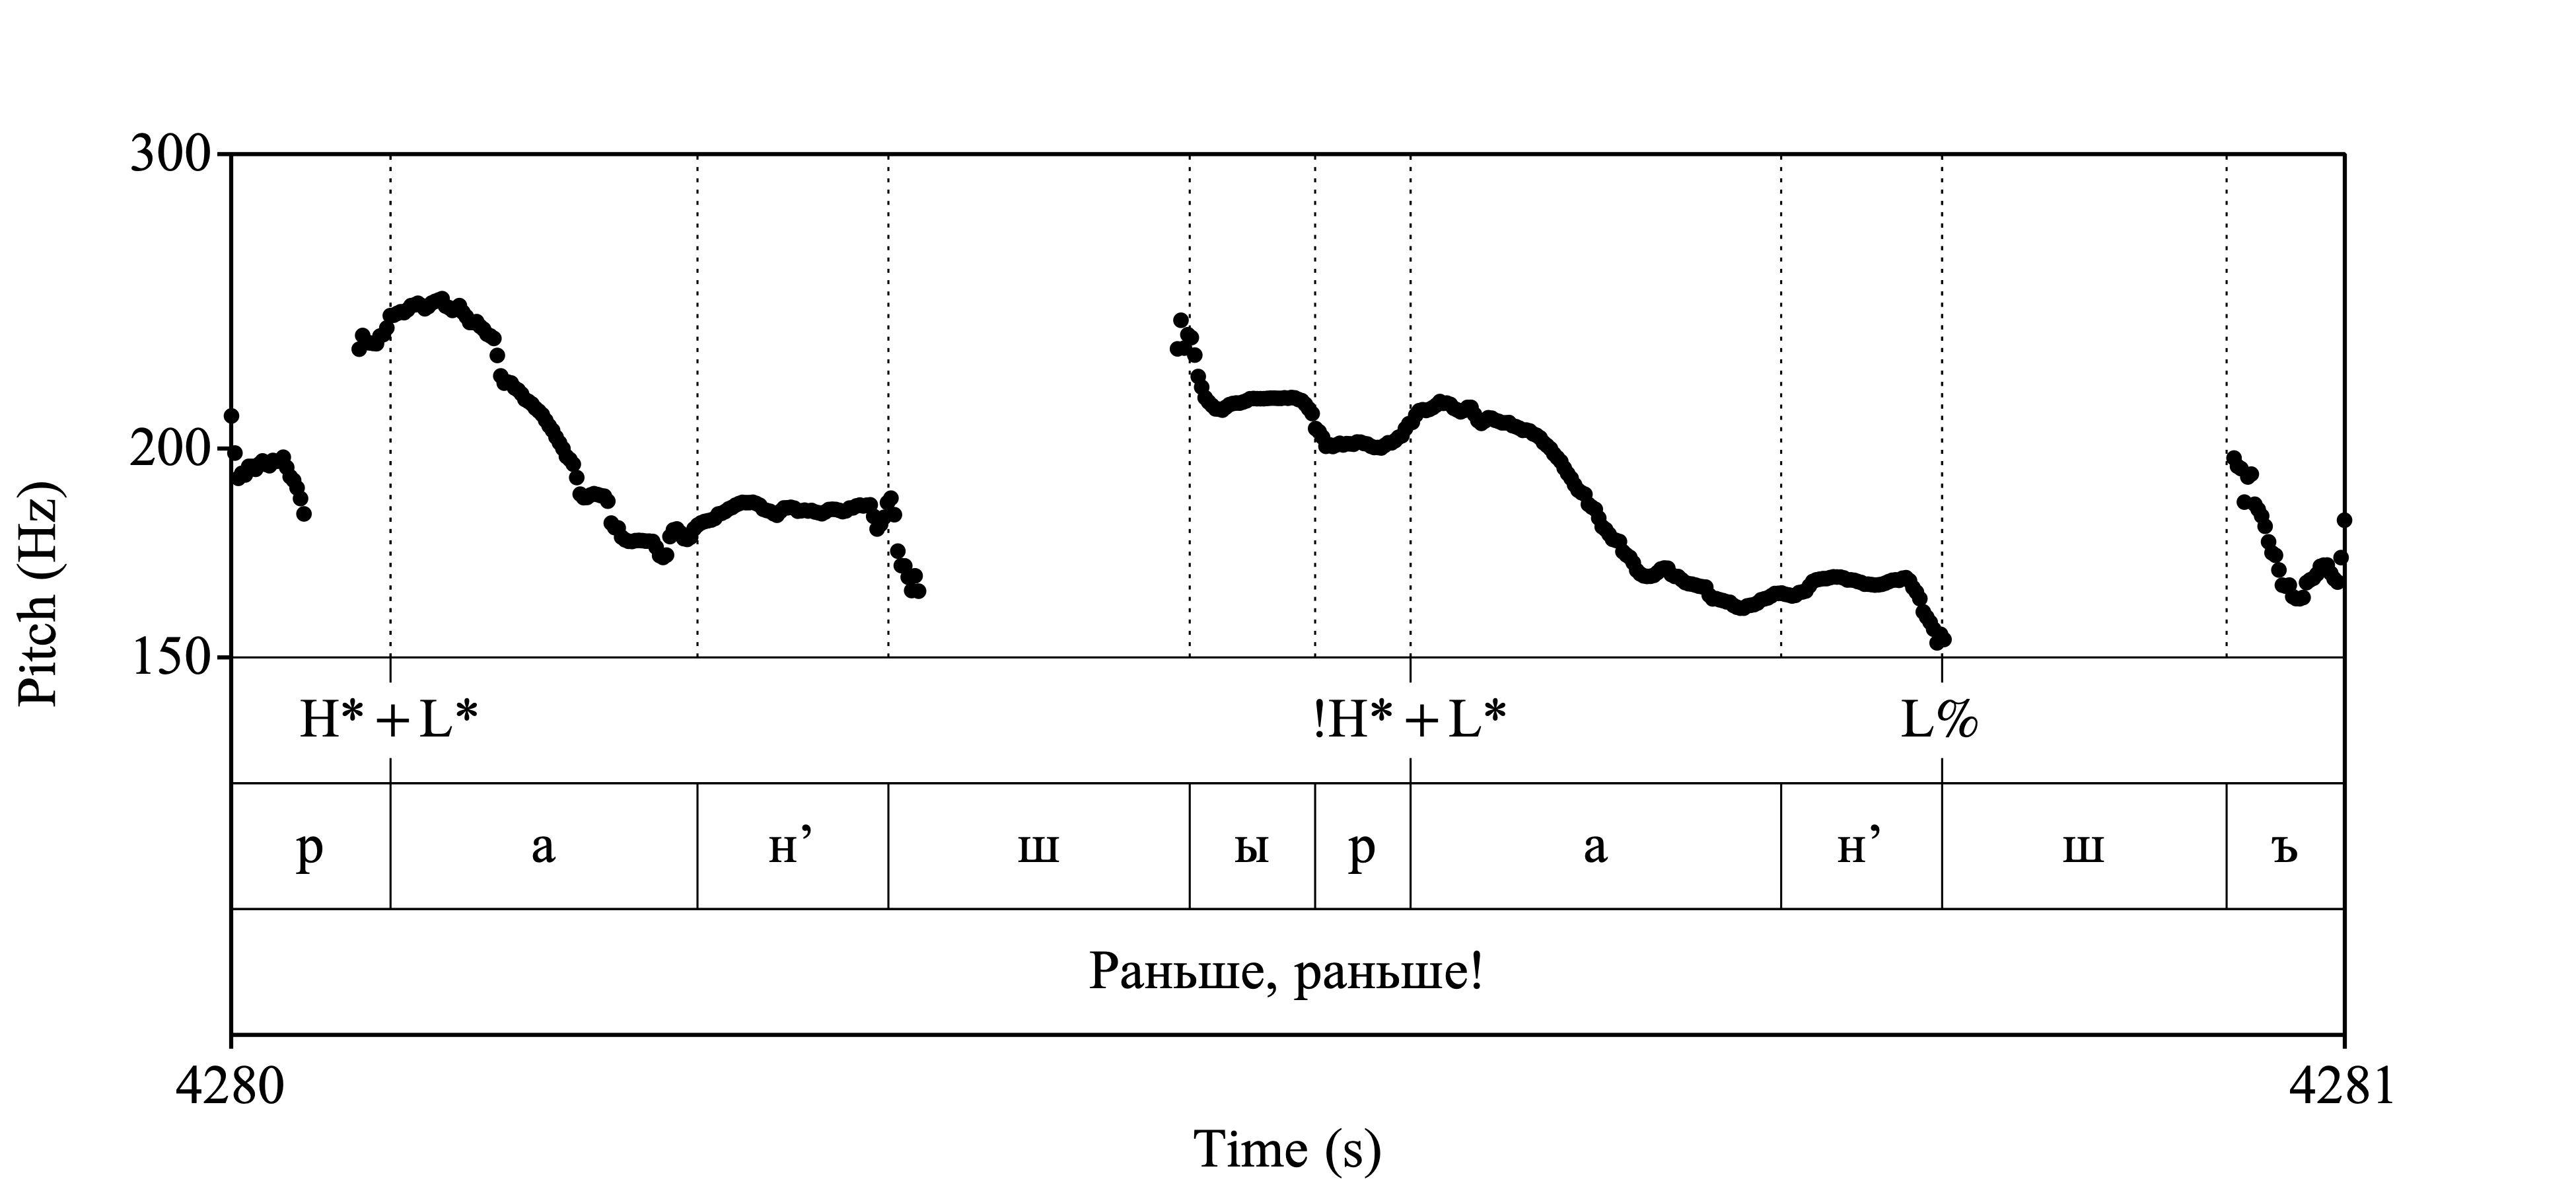 300
200
150
Pitch (Hz)
H* + L* !H* + L* L%
р а н’ ш ы р а н’ ш ъ
Раньше, раньше!
4280 4281
Time (s)